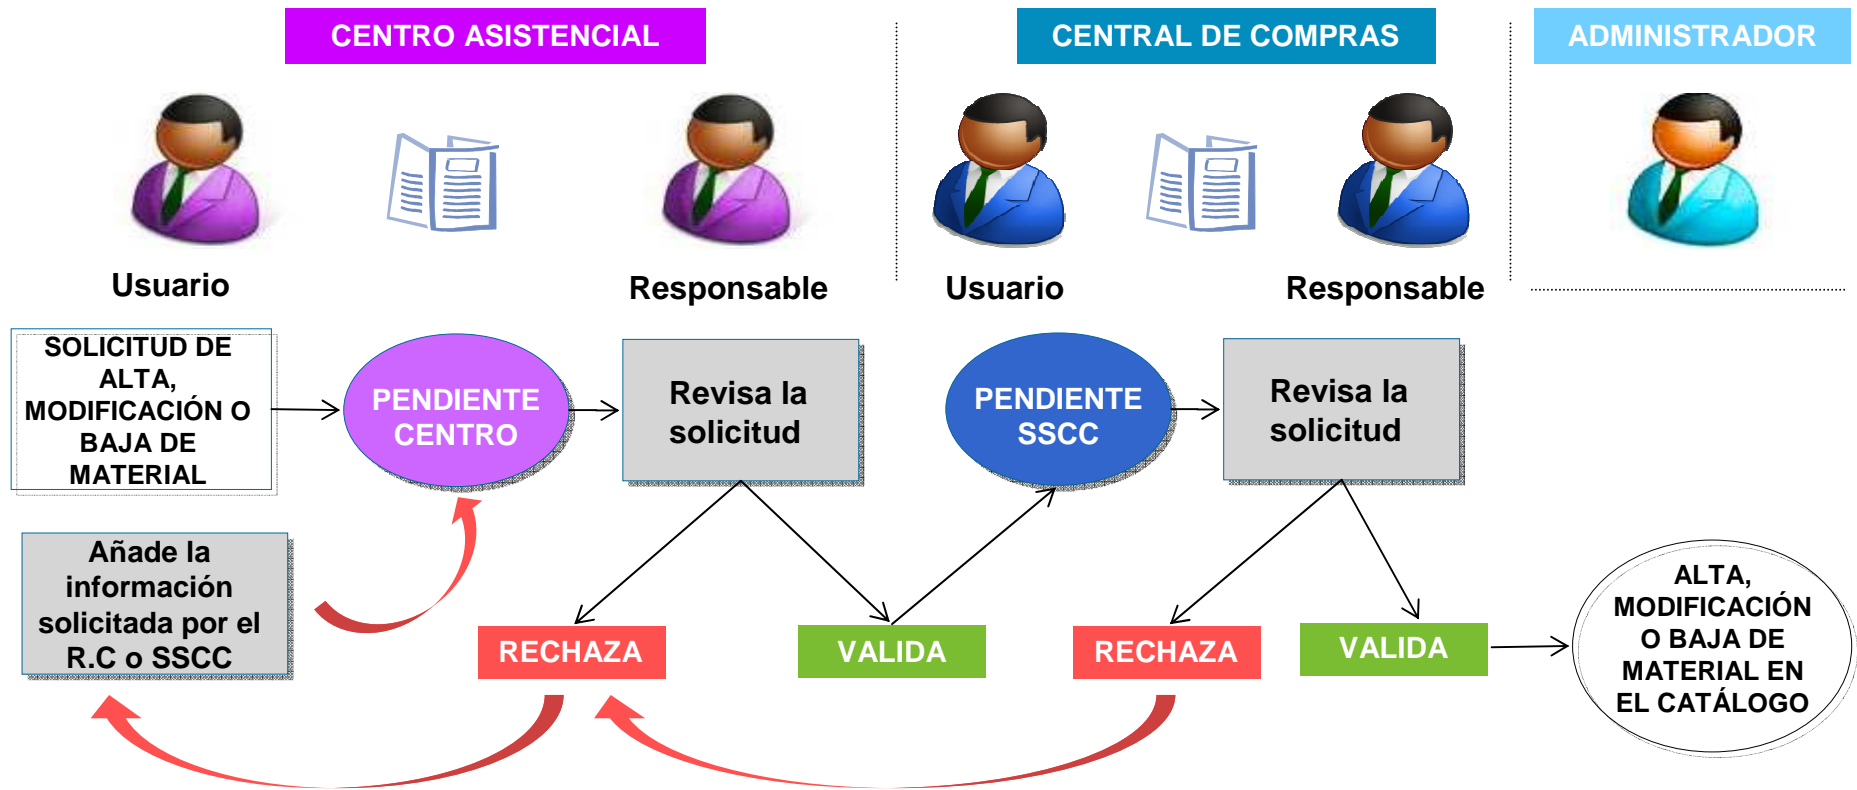 CENTRO ASISTENCIAL
CENTRAL DE COMPRAS
ADMINISTRADOR
Usuario
Responsable
Usuario
Responsable
SOLICITUD DE
ALTA,
MODIFICACIÓN O
BAJA DE
MATERIAL
PENDIENTE
CENTRO
Revisa la
solicitud
PENDIENTE
SSCC
Revisa la
solicitud
Añade la
información
solicitada por el
R.C o SSCC
RECHAZA
VALIDA
RECHAZA
VALIDA
ALTA,
MODIFICACIÓN
O BAJA DE
MATERIAL EN
EL CATÁLOGO